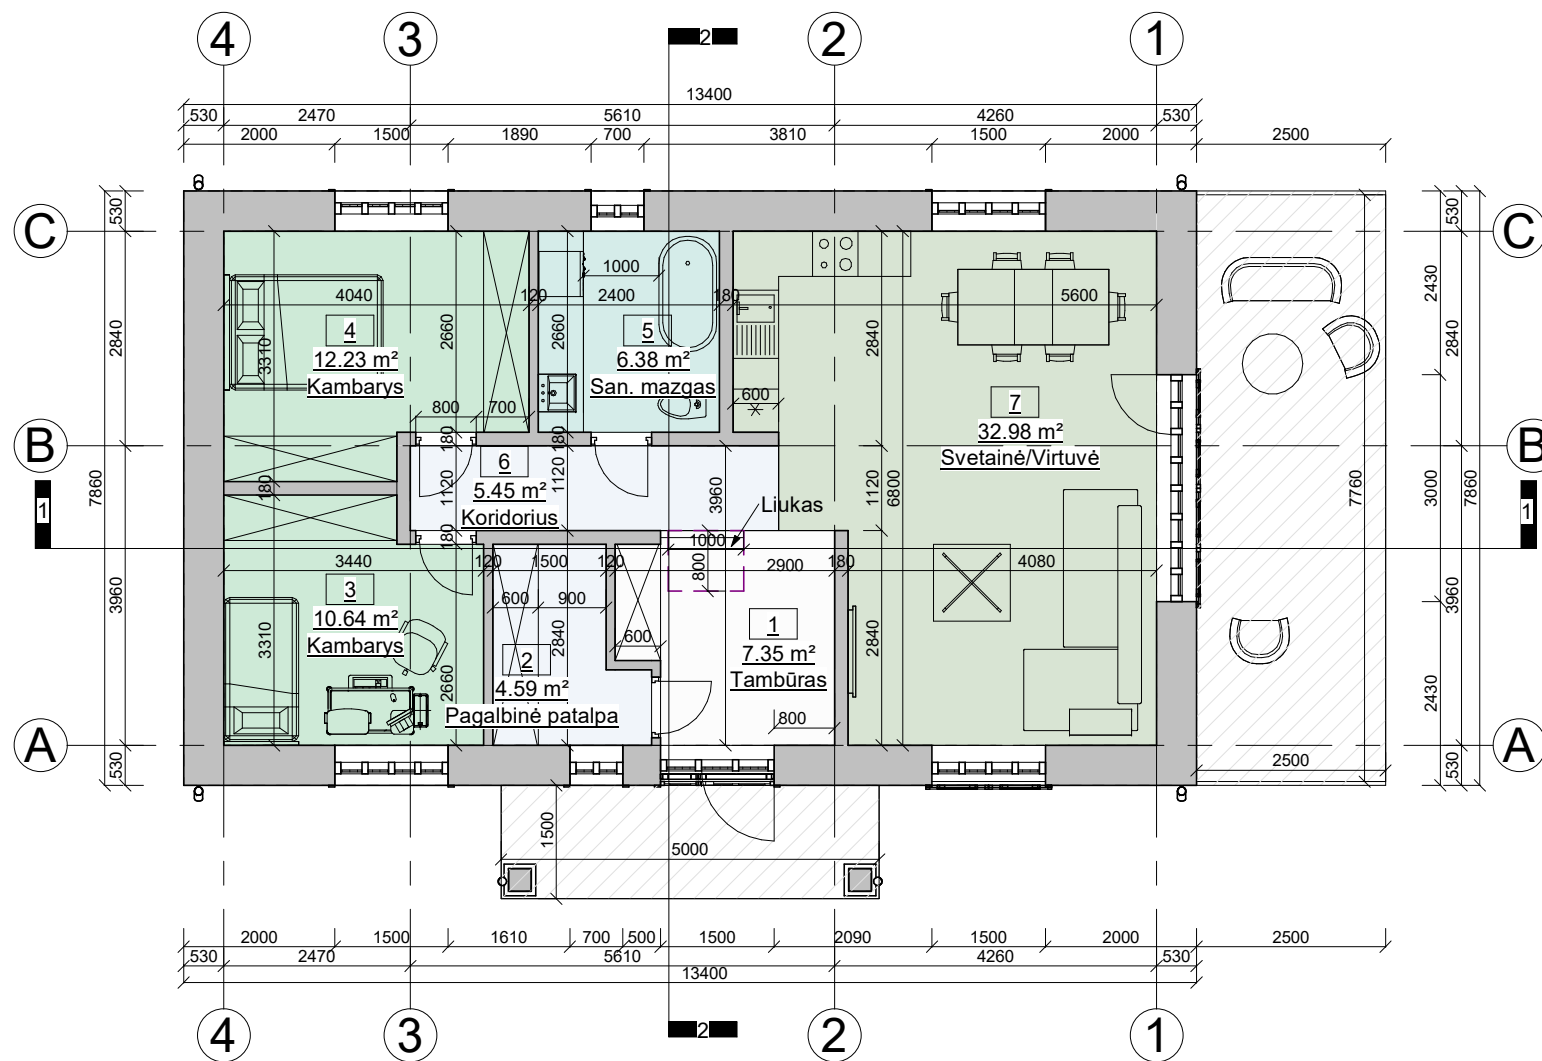 4 3 2 2 1
13400
530 2470 5610 4260 530
2000 1500 1890 700 3810 1500 2000 2500
530 530 530
C C
2840 2430 2840
4040 120 2400 180 5600
1000
4
12.23 m²
Kambarys
3310 2660
5
6.38 m²
San. mazgas
2660
2840
7
32.98 m²
Svetainė/Virtuvė
800 700 600
B B
180 180
6
5.45 m²
Koridorius
1120 1120 3960 1120 6800
Liukas
7860 7760 3000 7860
1 1
180 180
1000
3440 120 1500 120 800 2900 180 4080
3
10.64 m²
Kambarys
3310 2660
600 900
2840
2
4.59 m²
Pagalbinė patalpa
600
1
7.35 m²
Tambūras
800
2840
3960 2430 3960
A A
530 530
2500
1500
5000
2000 1500 1610 700 500 1500 2090 1500 2000 2500
530 2470 5610 4260 530
13400
4 3 2 2 1